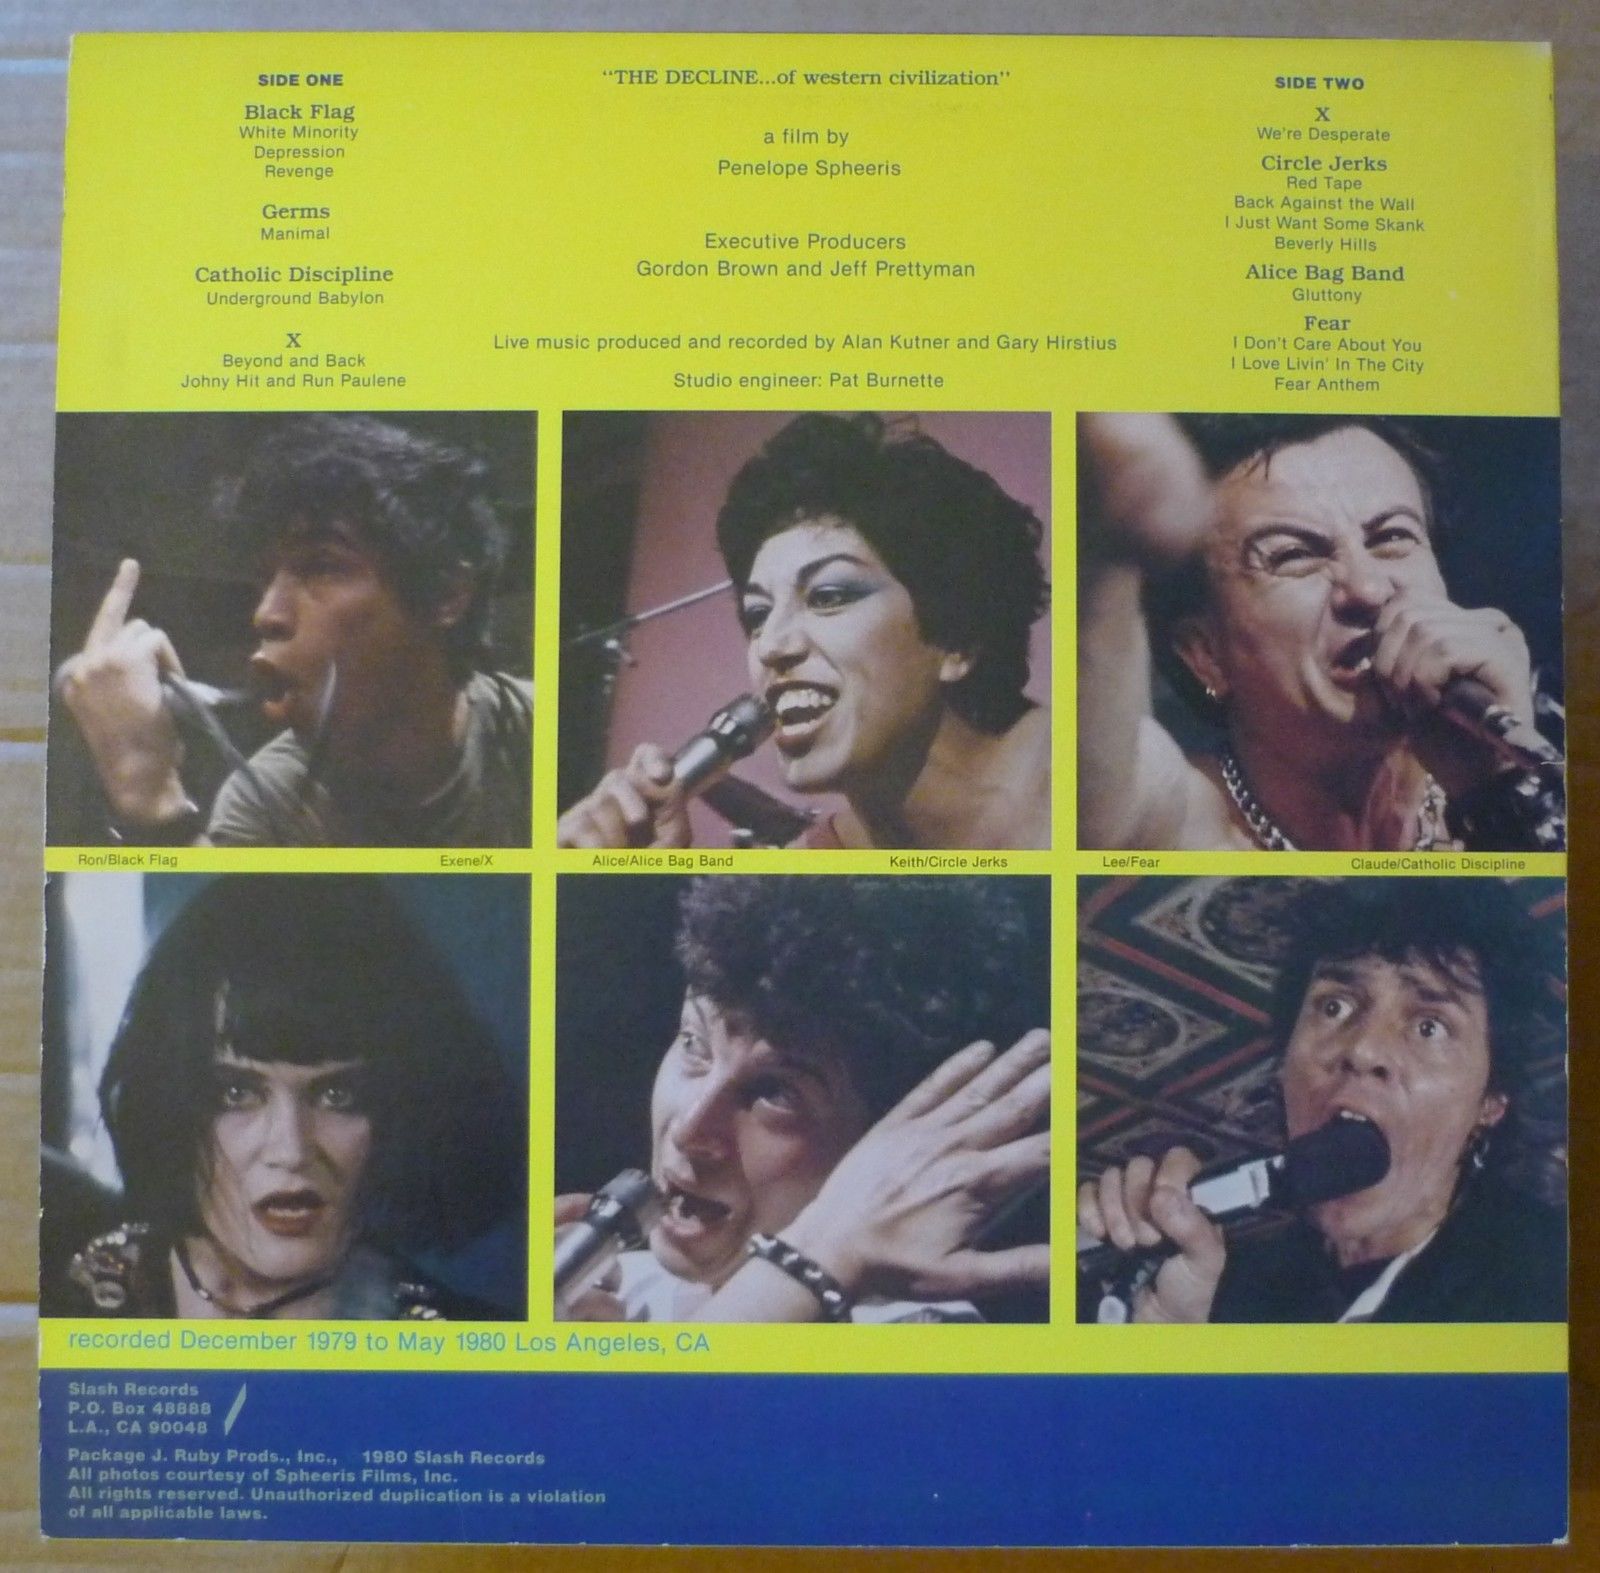 SIDE ONE
Black Flag
White Minority
Depression
Revenge
Germs
Manimal
Catholic Discipline
Underground Babylon
X
Beyond and Back
Johny Hit and Run Paulene
"THE DECLINE...of western civilization"
a film by
Penelope Spheeris
Executive Producers
Gordon Brown and Jeff Prettyman
Live music produced and recorded by Alan Kutner and Gary Hirstius
Studio engineer: Pat Burnette
SIDE TWO
X
We're Desperate
Circle Jerks
Red Tape
Back Against the Wall
I Just Want Some Skank
Beverly Hills
Alice Bag Band
Gluttony
Fear
I Don't Care About You
I Love Livin' In The City
Fear Anthem
Ron/Black Flag
Exene/X
Alice/Alice Bag Band
Keith/Circle Jerks
Lee/Fear
Claude/Catholic Discipline
recorded December 1979 to May 1980 Los Angeles, CA
Slash Records
P.O. Box 48888
L.A., CA 90048
Package J. Ruby Prods., Inc., 1980 Slash Records
All photos courtesy of Spheeris Films, Inc.
All rights reserved. Unauthorized duplication is a violation
of all applicable laws.